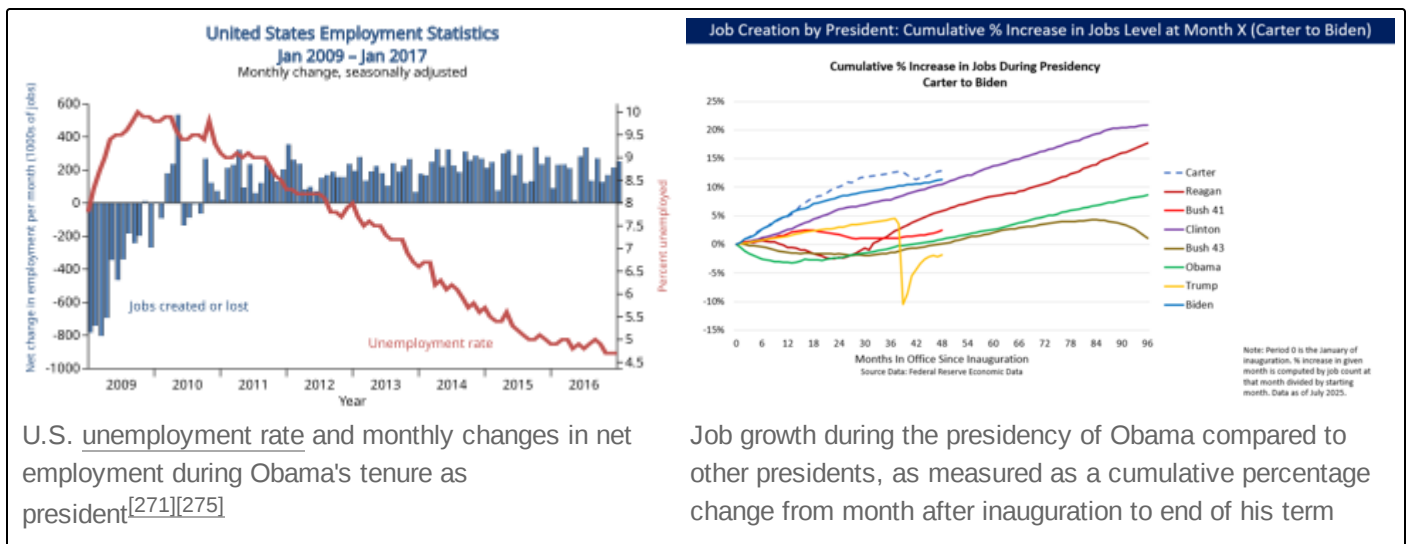 United States Employment Statistics
Jan 2009 – Jan 2017
Monthly change, seasonally adjusted
Net change in employment per month (1000s of jobs)
600
400
200
0
-200
-400
-600
-800
-1000
10
9.5
9
8.5
8
7.5
7
6.5
6
5.5
5
4.5
Percent unemployed
Jobs created or lost
Unemployment rate
2009 2010 2011 2012 2013 2014 2015 2016
Year
U.S. unemployment rate and monthly changes in net
employment during Obama's tenure as
president[271][275]
Job Creation by President: Cumulative % Increase in Jobs Level at Month X (Carter to Biden)
Cumulative % Increase in Jobs During Presidency
Carter to Biden
25%
20%
15%
10%
5%
0%
-5%
-10%
-15%
0 6 12 18 24 30 36 42 48 54 60 66 72 78 84 90 96
Months In Office Since Inauguration
Source Data: Federal Reserve Economic Data
Carter
Reagan
Bush 41
Clinton
Bush 43
Obama
Trump
Biden
Note: Period 0 is the January of
inauguration. % increase in given
month is computed by job count at
that month divided by starting
month. Data as of July 2025.
Job growth during the presidency of Obama compared to
other presidents, as measured as a cumulative percentage
change from month after inauguration to end of his term